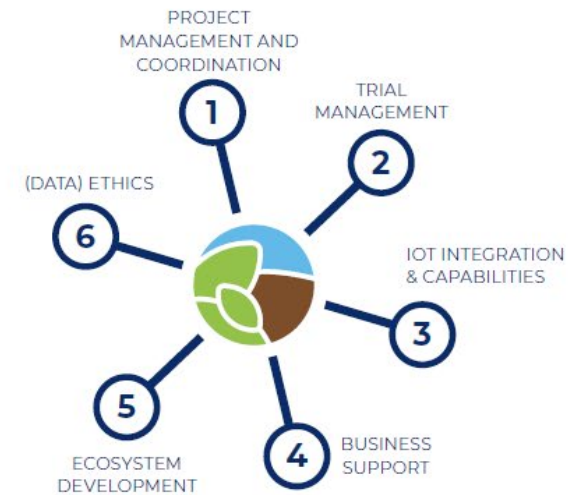 PROJECT
MANAGEMENT AND
COORDINATION
1
TRIAL
MANAGEMENT
2
IOT INTEGRATION
& CAPABILITIES
3
BUSINESS
SUPPORT
4
ECOSYSTEM
DEVELOPMENT
5
(DATA) ETHICS
6